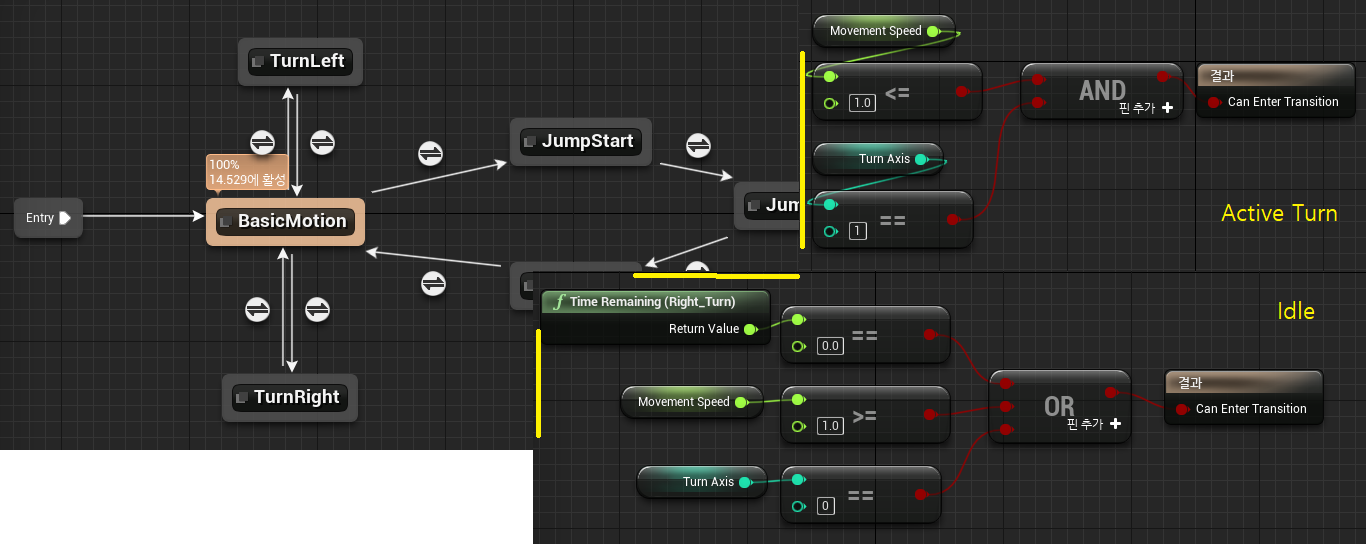 TurnLeft
100%
14.529에 활성
Entry
BasicMotion
JumpStart
Jum
TurnRight
Movement Speed
1.0
<=
AND
핀 추가
결과
Can Enter Transition
Turn Axis
1
==
Active Turn
Idle
f Time Remaining (Right_Turn)
Return Value
0.0
==
Movement Speed
1.0
>=
OR
핀 추가
결과
Can Enter Transition
Turn Axis
0
==